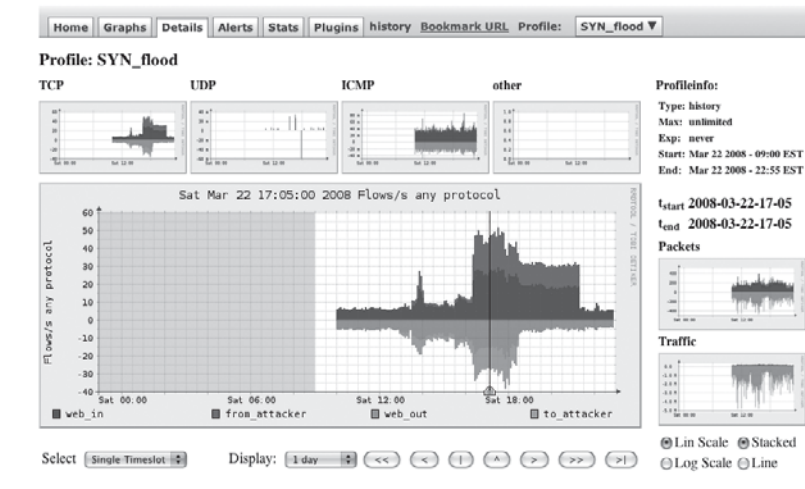 Home Graphs Details Alerts Stats Plugins history Bookmark URL Profile: SYN_flood ▼
Profile: SYN_flood
TCP UDP ICMP other
Profileinfo:
Type: history
Max: unlimited
Exp: never
Start: Mar 22 2008 - 09:00 EST
End: Mar 22 2008 - 22:55 EST
tstart 2008-03-22-17-05
tend 2008-03-22-17-05
Packets
Traffic
Sat Mar 22 17:05:00 2008 Flows/s any protocol
RRDTOOL / TOBI OETIKER
Flows/s any protocol
60
50
40
30
20
10
0
-10
-20
-30
-40
Sat 00:00 Sat 06:00 Sat 12:00 Sat 18:00
web_in from_attacker web_out to_attacker
Lin Scale Stacked
Log Scale Line
Select Single Timeslot Display: 1 day << < | ^ > >> >|